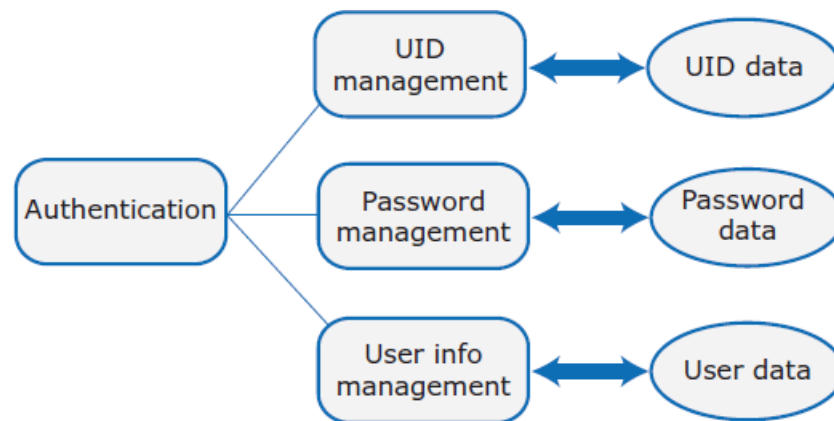 UID
management
UID data
Authentication
Password
management
Password
data
User info
management
User data